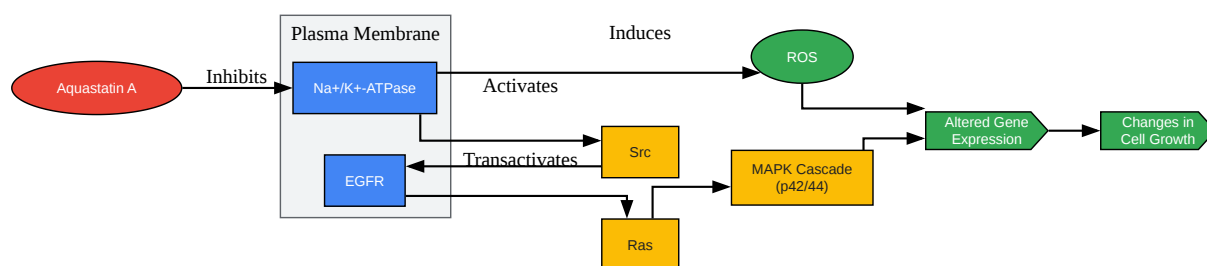 Plasma Membrane
Induces
ROS
Inhibits
Aquastatin A
Na+/K+-ATPase
Activates
Altered Gene
Expression
Changes in
Cell Growth
Transactivates
Src
MAPK Cascade
(p42/44)
EGFR
Ras